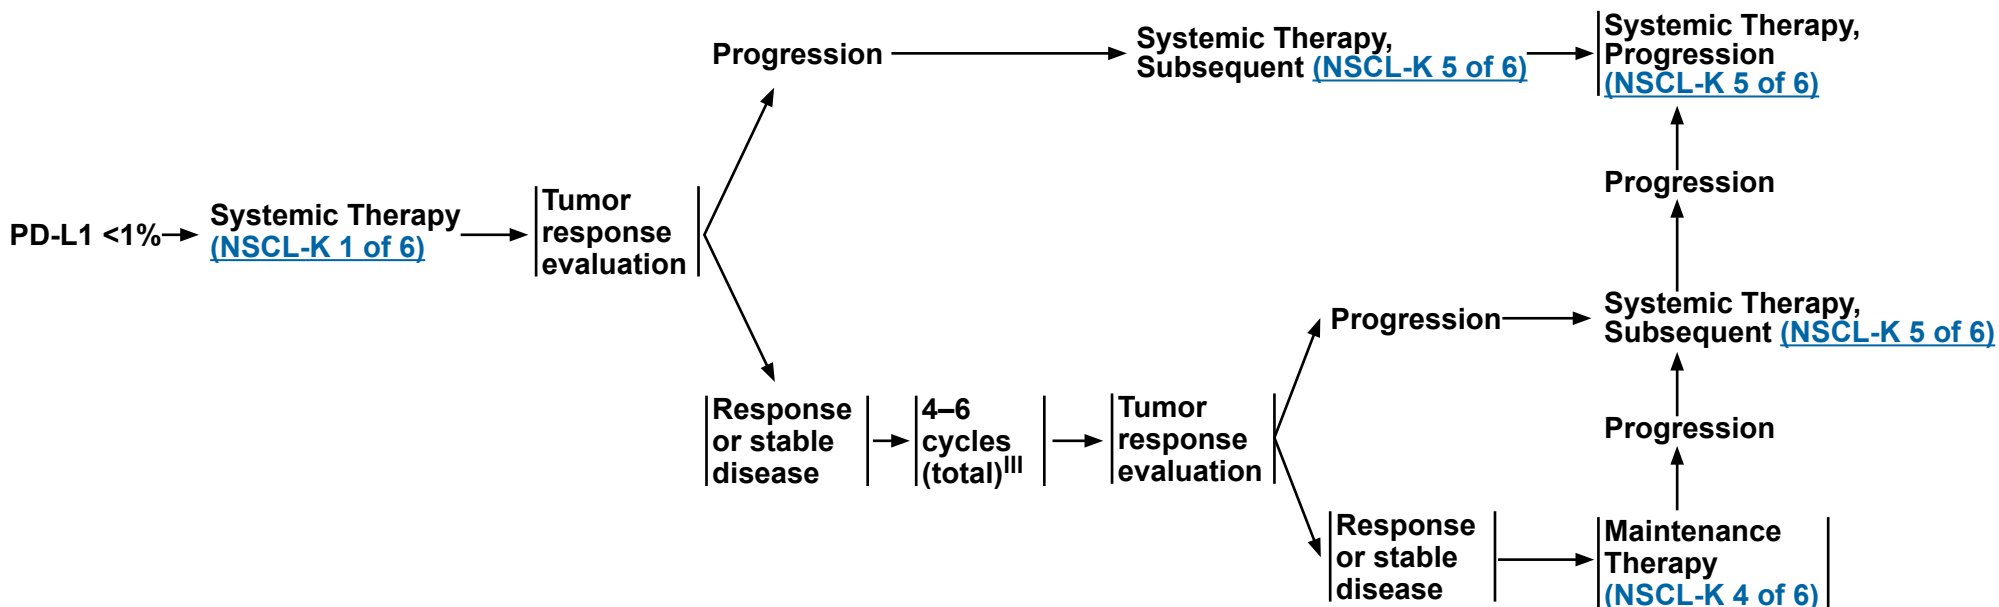 PD-L1 <1%
Systemic Therapy
(NSCL-K 1 of 6)
Tumor
response
evaluation
Progression
Systemic Therapy,
Subsequent (NSCL-K 5 of 6)
Systemic Therapy,
Progression
(NSCL-K 5 of 6)
Response
or stable
disease
4–6
cycles
(total)III
Tumor
response
evaluation
Progression
Systemic Therapy,
Subsequent (NSCL-K 5 of 6)
Progression
Response
or stable
disease
Maintenance
Therapy
(NSCL-K 4 of 6)
Progression